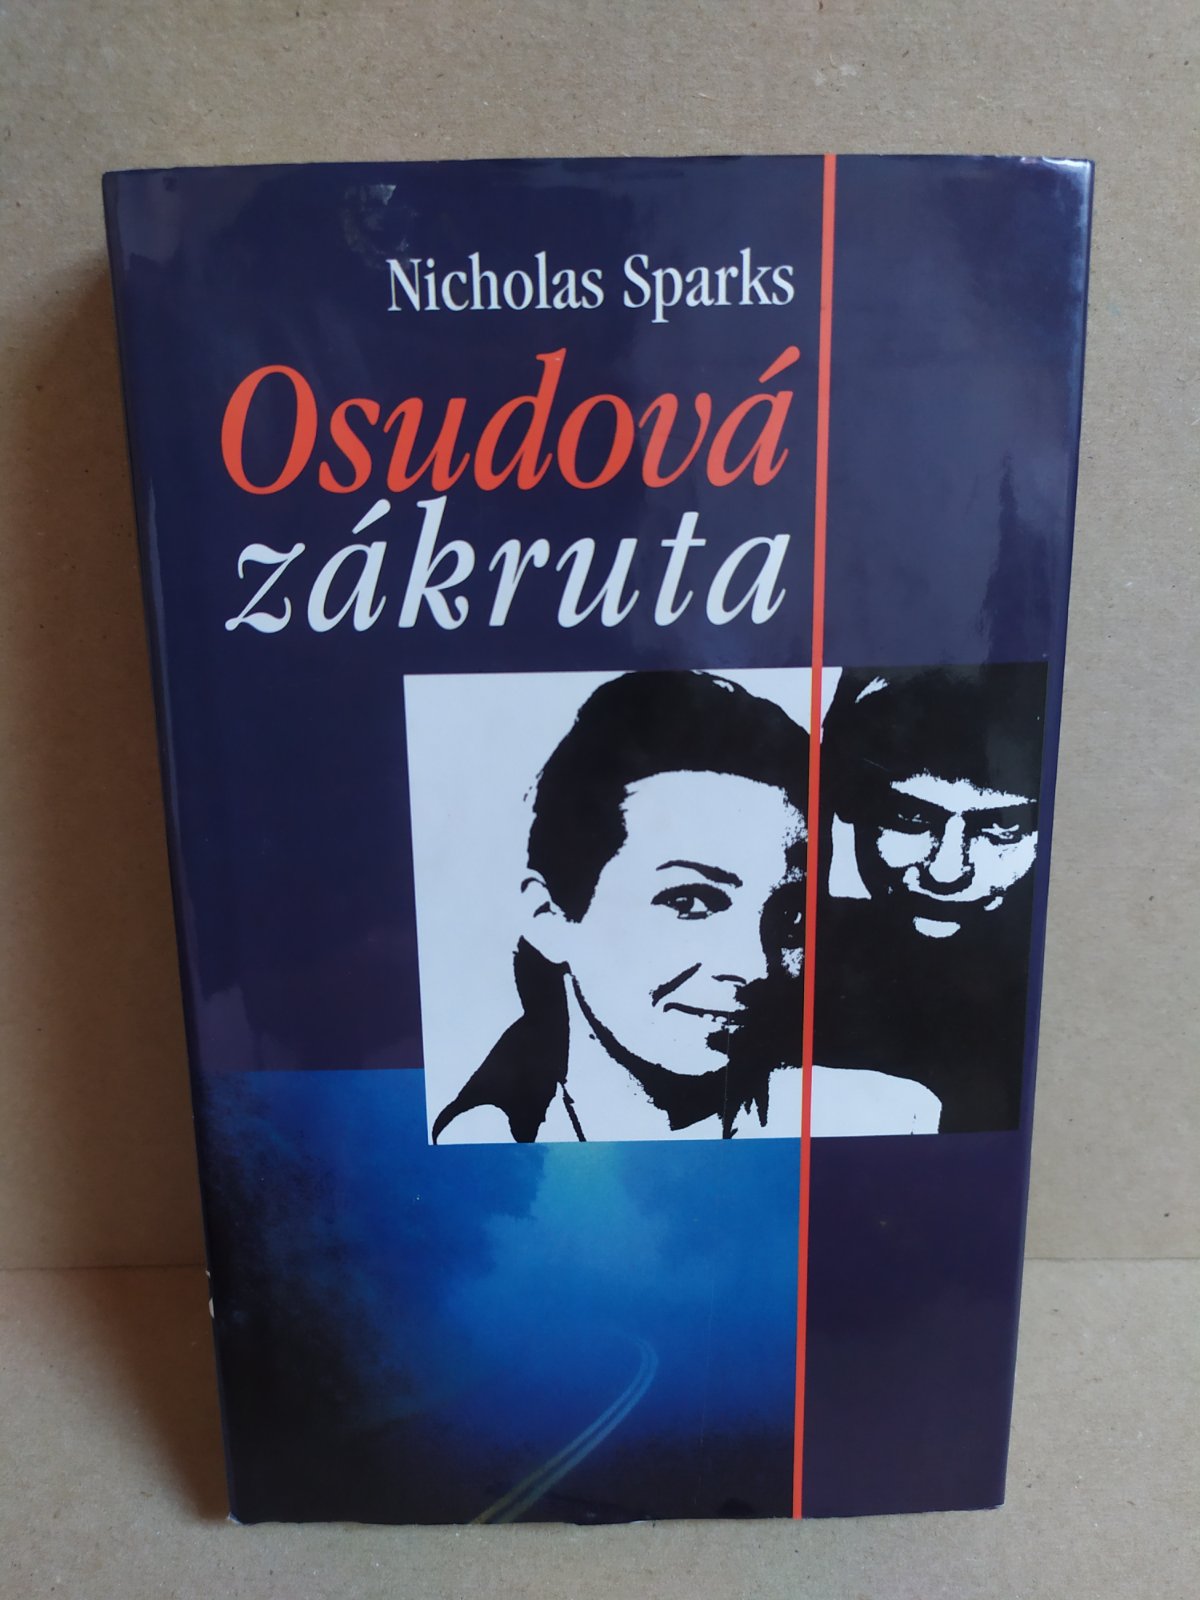 Nicholas Sparks
Osudová
zákruta